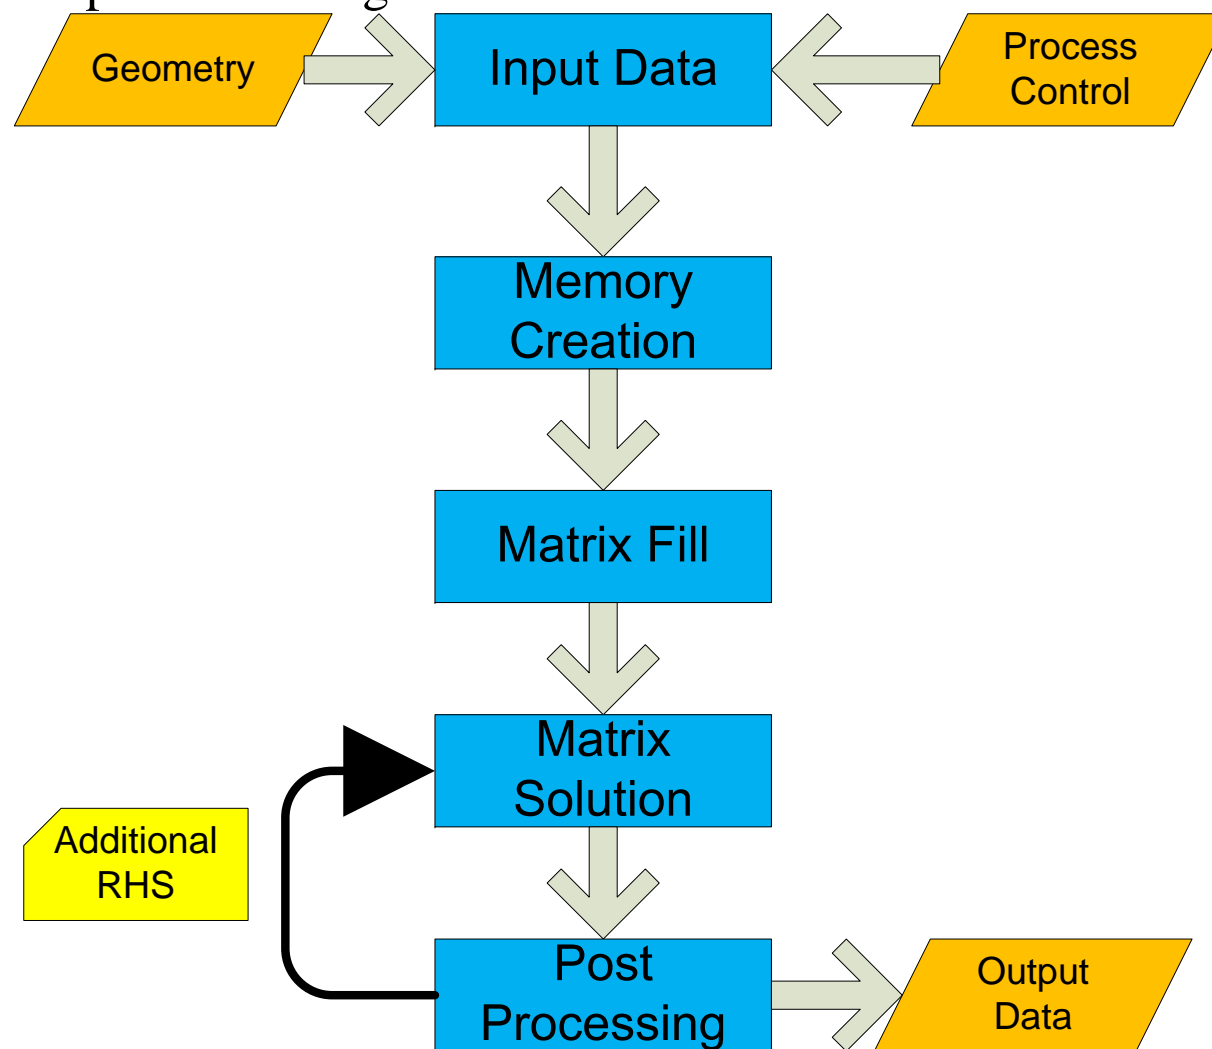 Geometry
Input Data
Process
Control
Memory
Creation
Matrix Fill
Matrix
Solution
Additional
RHS
Post
Processing
Output
Data